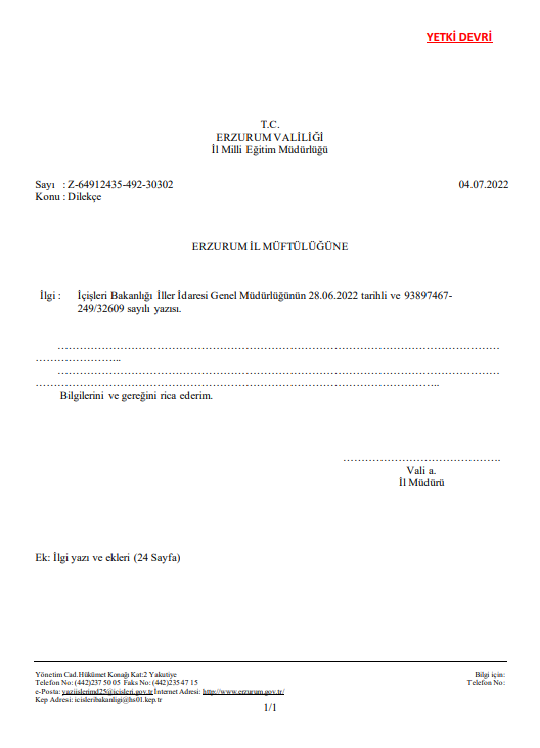 YETKİ DEVRİ
T.C.
ERZURUM VALİLİĞİ
İl Milli Eğitim Müdürlüğü
Sayı : Z-64912435-492-30302 04.07.2022
Konu : Dilekçe
ERZURUM İL MÜFTÜLÜĞÜNE
İlgi : İçişleri Bakanlığı İller İdaresi Genel Müdürlüğünün 28.06.2022 tarihli ve 93897467-
249/32609 sayılı yazısı.
……………………………………………………………………………………………………
…………………..
……………………………………………………………………………………………………
…………………………………………………………………………………………..
Bilgilerini ve gereğini rica ederim.
………………………………….
Vali a.
İl Müdürü
Ek: İlgi yazı ve ekleri (24 Sayfa)
Yönetim Cad.Hükümet Konağı Kat:2 Yakutiye Bilgi için:
Telefon No: (442)237 50 05 Faks No: (442)235 47 15 Telefon No:
e-Posta: yaziislerimd25@icisleri.gov.tr İnternet Adresi: http://www.erzurum.gov.tr/
Kep Adresi: icisleribakanligi@hs01.kep.tr
1/1